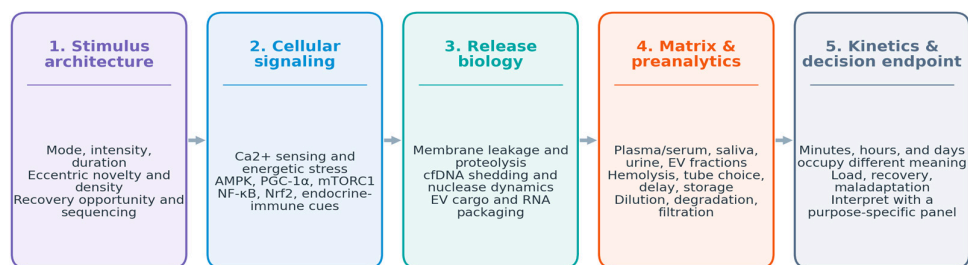 1. Stimulus
architecture
Mode, intensity,
duration
Eccentric novelty and
density
Recovery opportunity and
sequencing
2. Cellular
signaling
Ca2+ sensing and
energetic stress
AMPK, PGC-1α, mTORC1
NF-κB, Nrf2, endocrine-
immune cues
3. Release
biology
Membrane leakage and
proteolysis
cfDNA shedding and
nuclease dynamics
EV cargo and RNA
packaging
4. Matrix &
preanalytics
Plasma/serum, saliva,
urine, EV fractions
Hemolysis, tube choice,
delay, storage
Dilution, degradation,
filtration
5. Kinetics &
decision endpoint
Minutes, hours, and days
occupy different meaning
Load, recovery,
maladaptation
Interpret with a
purpose-specific panel